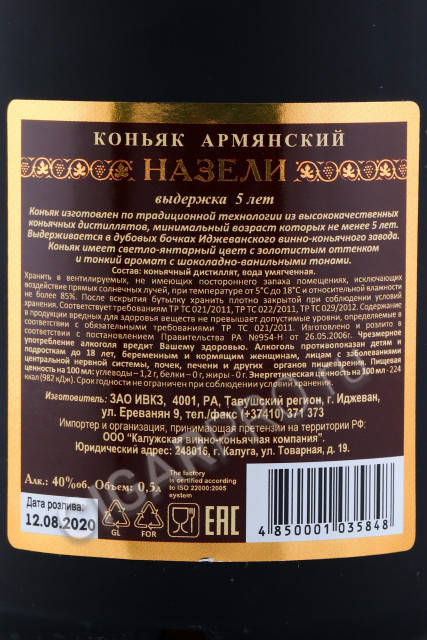 КОНЬЯК АРМЯНСКИЙ
НАЗЕЛИ
выдержка 5 лет
Коньяк изготовлен по традиционной технологии из высококачественных
коньячных дистиллятов, минимальный возраст которых не менее 5 лет.
Выдерживается в дубовых бочках Иджеванского винно-коньячного завода.
Коньяк имеет светло-янтарный цвет с золотистым оттенком
и тонкий аромат с шоколадно-ванильными тонами.
Состав: коньячный дистиллят, вода умягченная.
Хранить в вентилируемых, не имеющих постороннего запаха помещениях, исключающих
воздействие прямых солнечных лучей, при температуре от 5°С до 18°С и относительной влажности
не более 85%. После вскрытия бутылку хранить плотно закрытой при соблюдении условий
хранения. Соответствует требованиям ТР ТС 021/2011, ТР ТС 022/2011, ТР ТС 029/2012. Содержание
в продукции вредных для здоровья веществ не превышает допустимые уровни, определенных в
соответствии с обязательными требованиями ТР ТС 021/2011. Изготовлено и розлито в
соответствии с постановлением Правительства РА №954-Н от 26.05.2006г. Чрезмерное
употребление алкоголя вредит Вашему здоровью. Алкоголь противопоказан детям и
подросткам до 18 лет, беременным и кормящим женщинам, лицам с заболеваниями
центральной нервной системы, почек, печени и других органов пищеварения. Пищевая
ценность на 100 мл: углеводы – 1,2 г, белки – 0 г, жиры - 0 г. Энергетическая ценность на 100 мл - 224
ккал (982 кДж). Срок годности не ограничен при соблюдении условий хранения.
Изготовитель: ЗАО ИВКЗ, 4001, РА, Тавушский регион, г. Иджеван,
ул. Ереванян 9, тел./факс (+37410) 371 373
Импортер и организация, принимающая претензии на территории РФ:
ООО "Калужская винно-коньячная компания".
Юридический адрес: 248016, г. Калуга, ул. Товарная, д. 19.
Алк.: 40%об. Объем: 0,5л
The factory
is certified according
to ISO 22000:2005
system
Дата розлива:
12.08.2020
GL
FOR
EAC
4 850001 035848